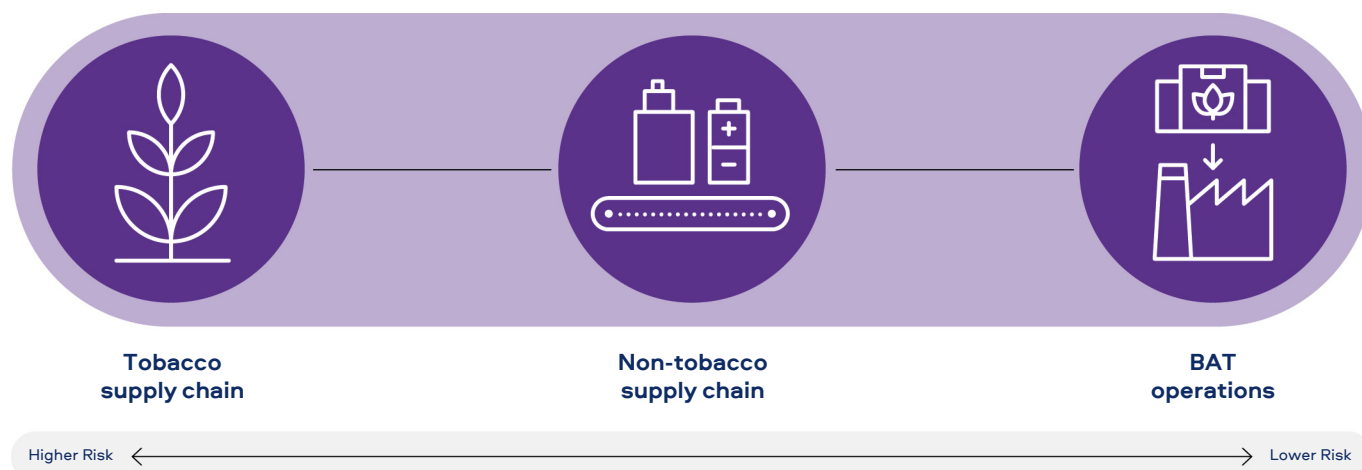 +
−
Tobacco
supply chain
Non-tobacco
supply chain
BAT
operations
Higher Risk
Lower Risk